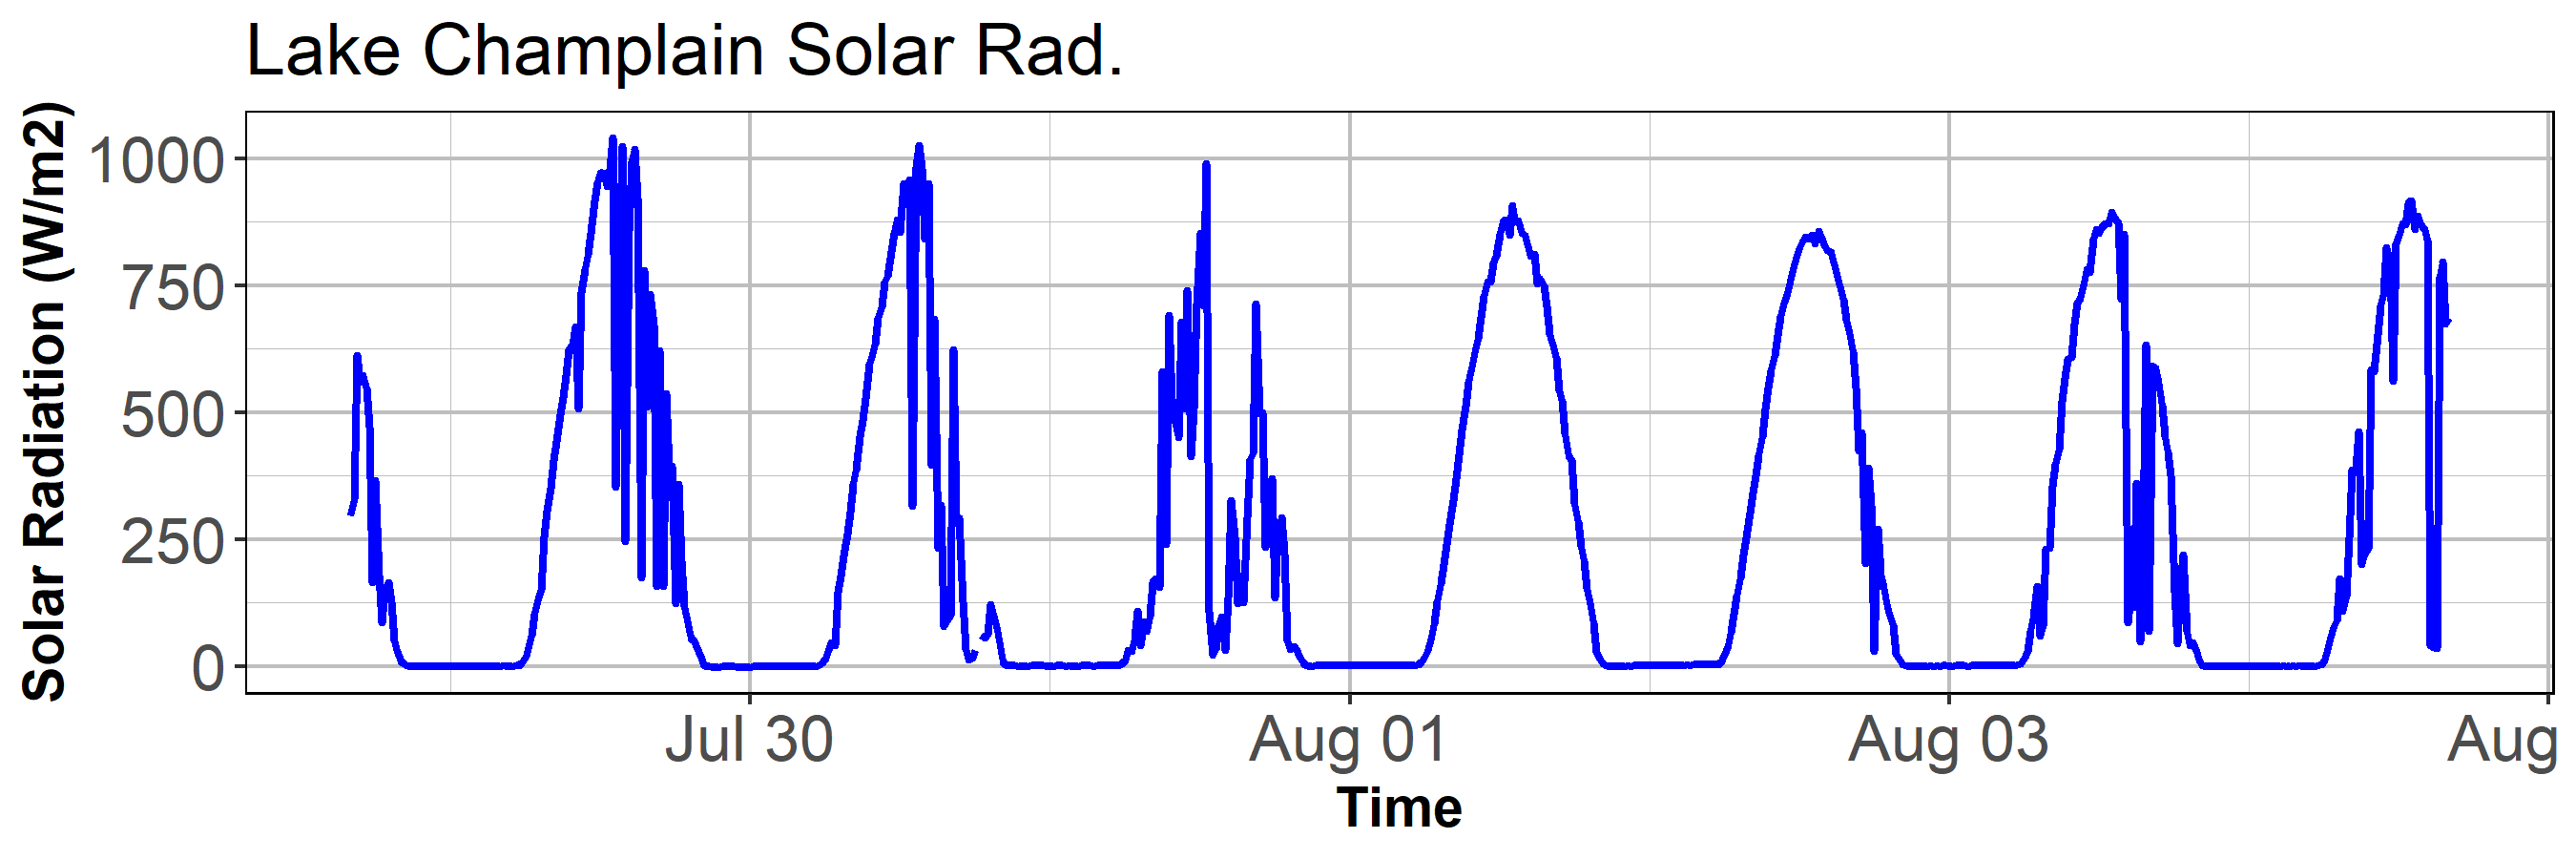 Lake Champlain Solar Rad.
Solar Radiation (W/m2)
1000
750
500
250
0
Jul 30 Aug 01 Aug 03 Aug
Time